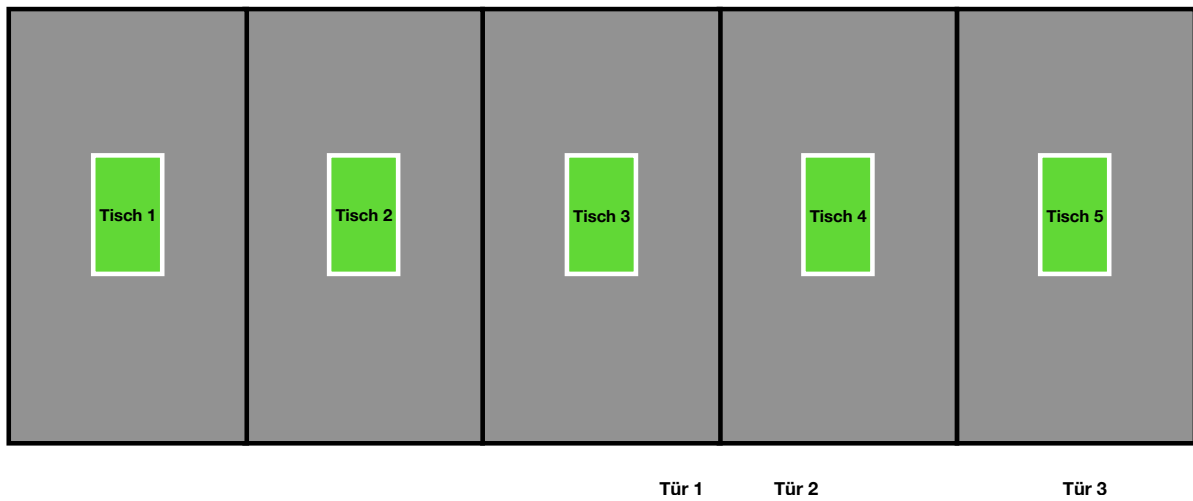 Tisch 1
Tisch 2
Tisch 3
Tisch 4
Tisch 5
Tür 1
Tür 2
Tür 3